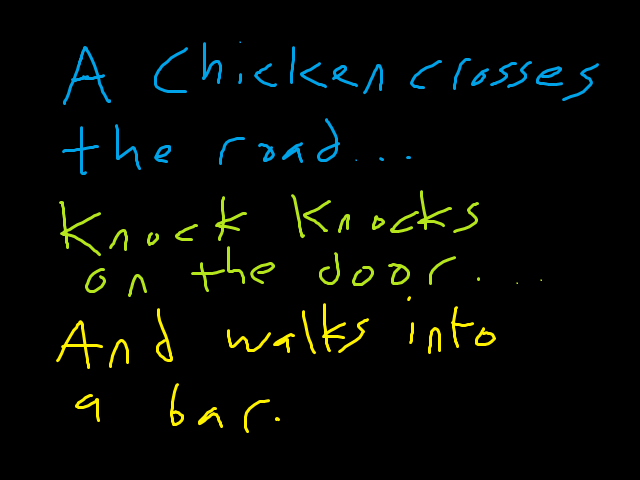 A Chicken crosses
the road...
Knock Knocks
on the door...
And walks into
a bar.